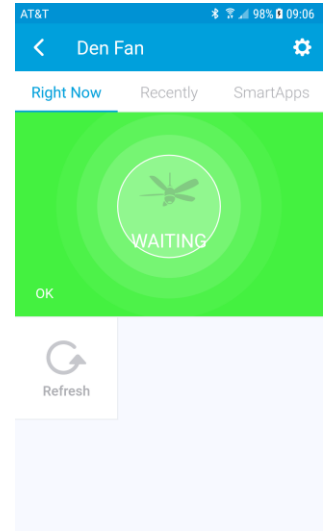 AT&T 98% 09:06
Den Fan
Right Now Recently SmartApps
WAITING
OK
Refresh